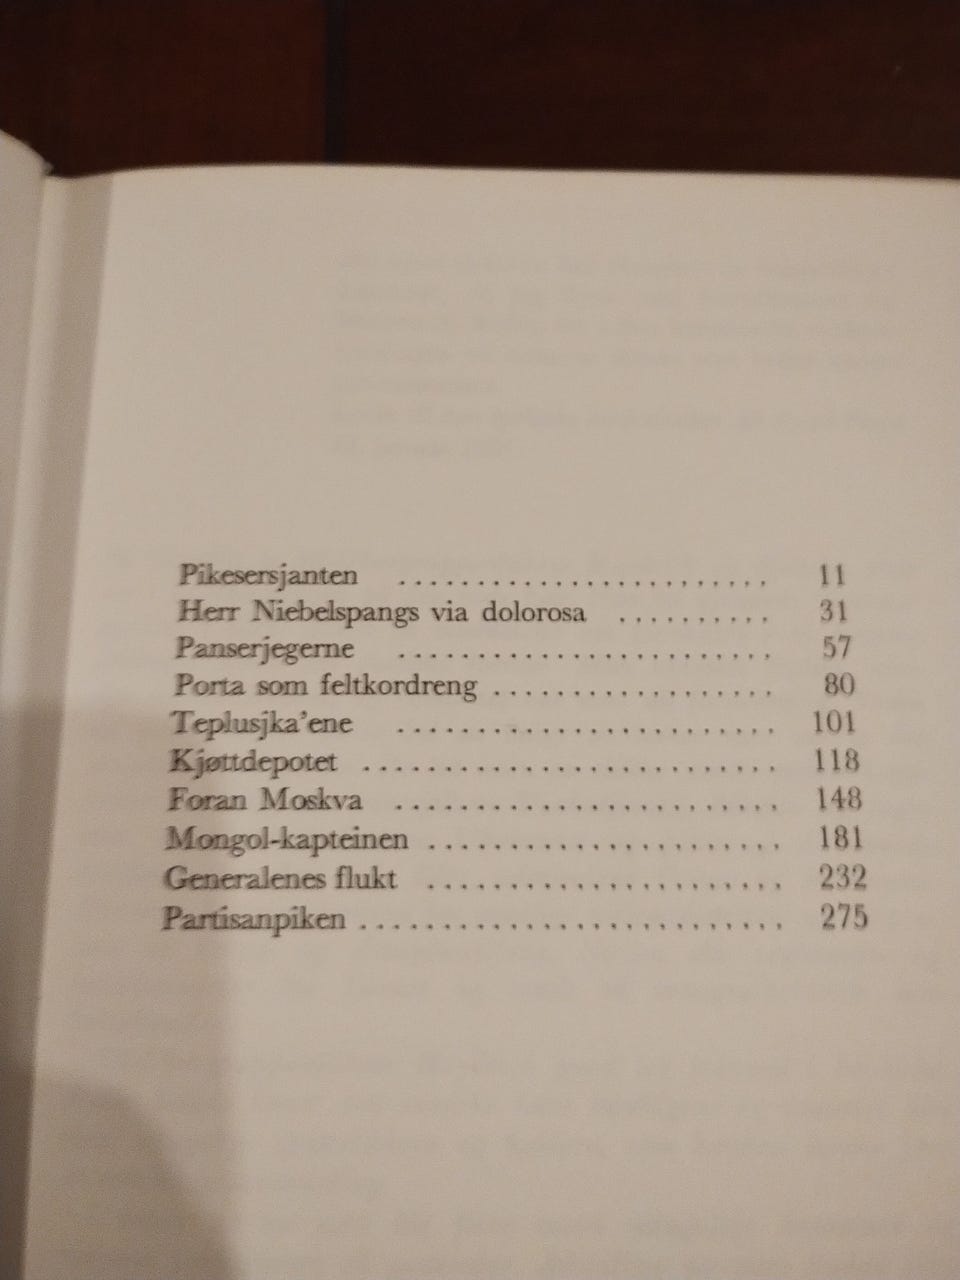 Pikesersjanten ........................ 11
Herr Niebelspangs via dolorosa .......... 31
Panserjegerne ........................ 57
Porta som feltkordreng .................. 80
Teplusjka’ene ........................ 101
Kjøttdepotet .......................... 118
Foran Moskva ........................ 148
Mongol-kapteinen ...................... 181
Generalenes flukt ...................... 232
Partisanpiken .......................... 275